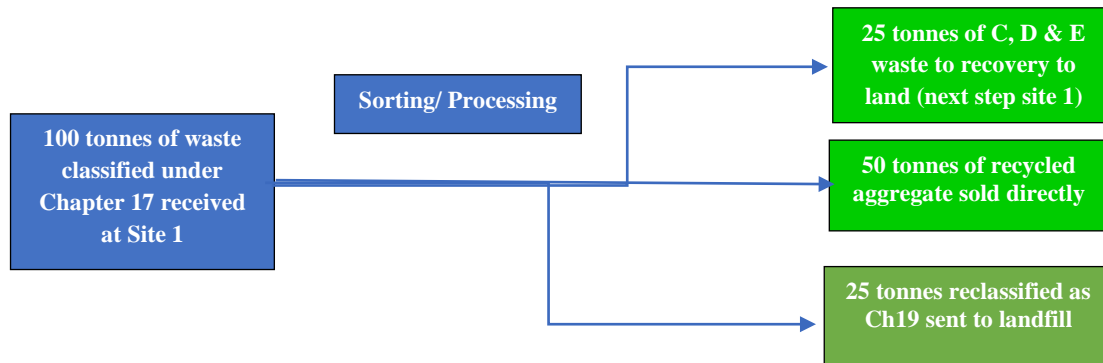 100 tonnes of waste
classified under
Chapter 17 received
at Site 1
Sorting/ Processing
25 tonnes of C, D & E
waste to recovery to
land (next step site 1)
50 tonnes of recycled
aggregate sold directly
25 tonnes reclassified as
Ch19 sent to landfill